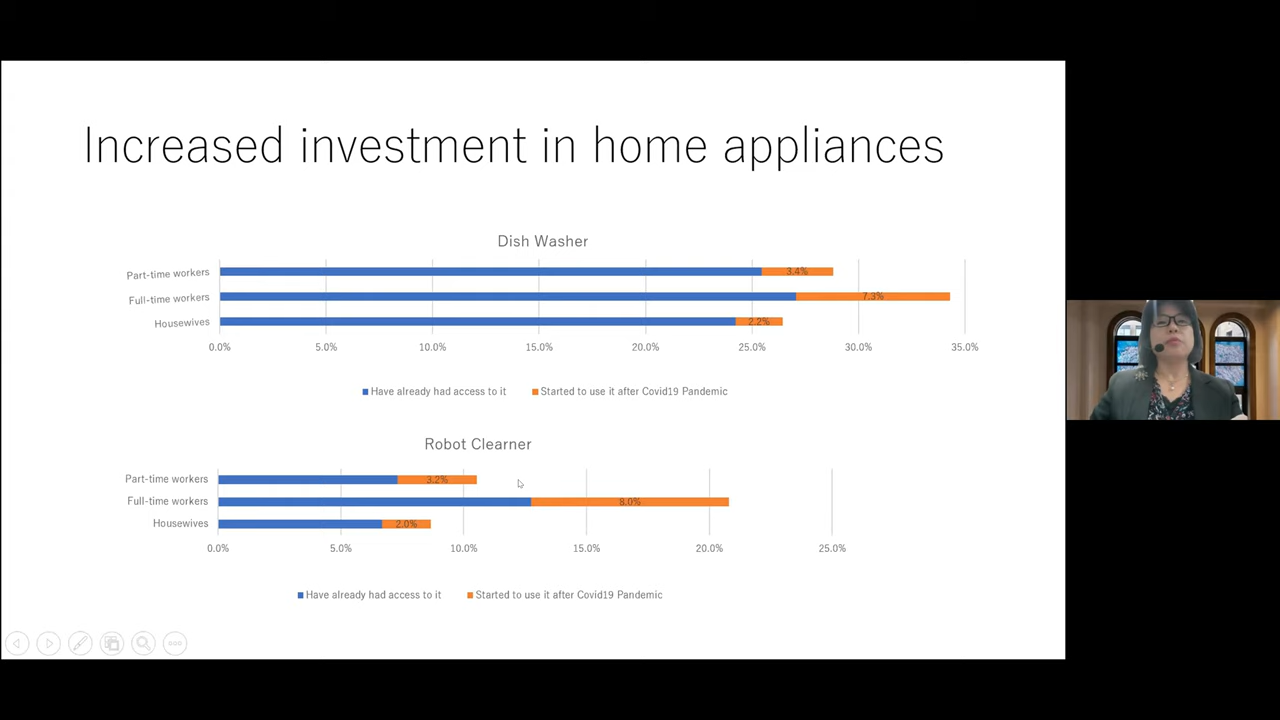 Increased investment in home appliances
Dish Washer
Part-time workers
3.4%
Full-time workers
7.3%
Housewives
2.2%
0.0% 5.0% 10.0% 15.0% 20.0% 25.0% 30.0% 35.0%
Have already had access to it Started to use it after Covid19 Pandemic
Robot Clearner
Part-time workers
3.2%
Full-time workers
8.0%
Housewives
2.0%
0.0% 5.0% 10.0% 15.0% 20.0% 25.0%
Have already had access to it Started to use it after Covid19 Pandemic